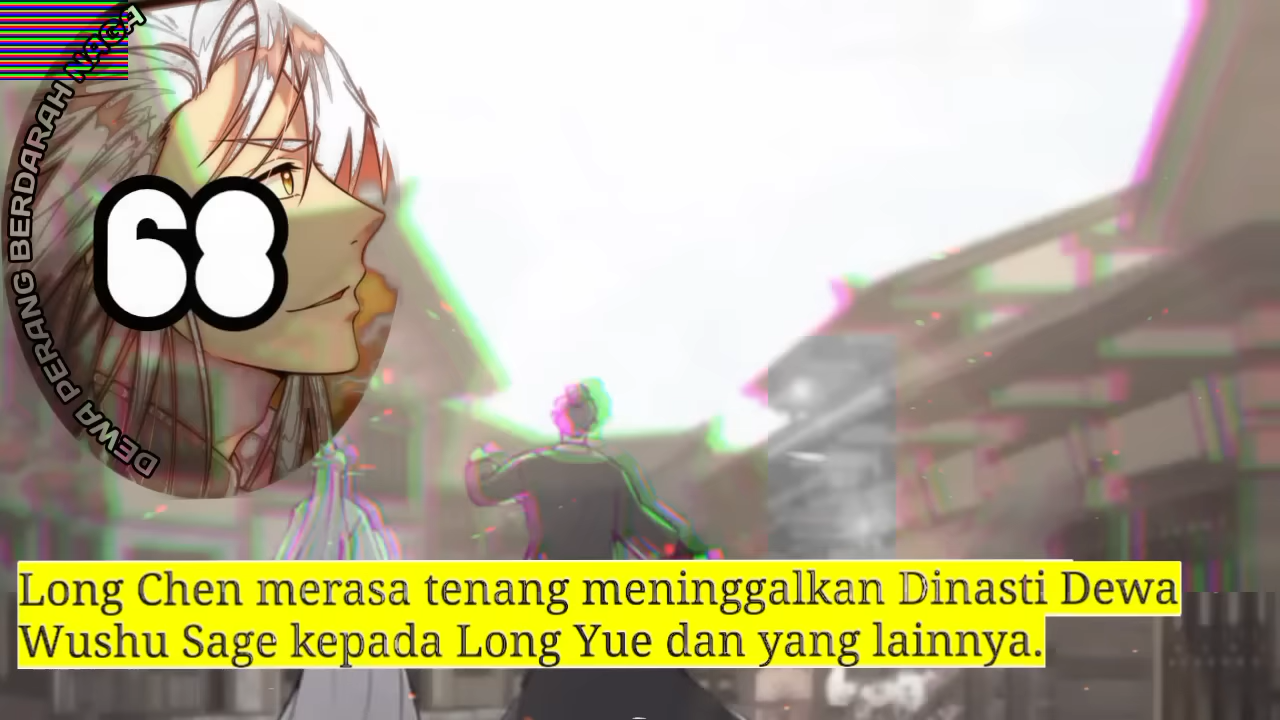 DEWA PERANG BERDARAH NAGA
68
Long Chen merasa tenang meninggalkan Dinasti Dewa
Wushu Sage kepada Long Yue dan yang lainnya.